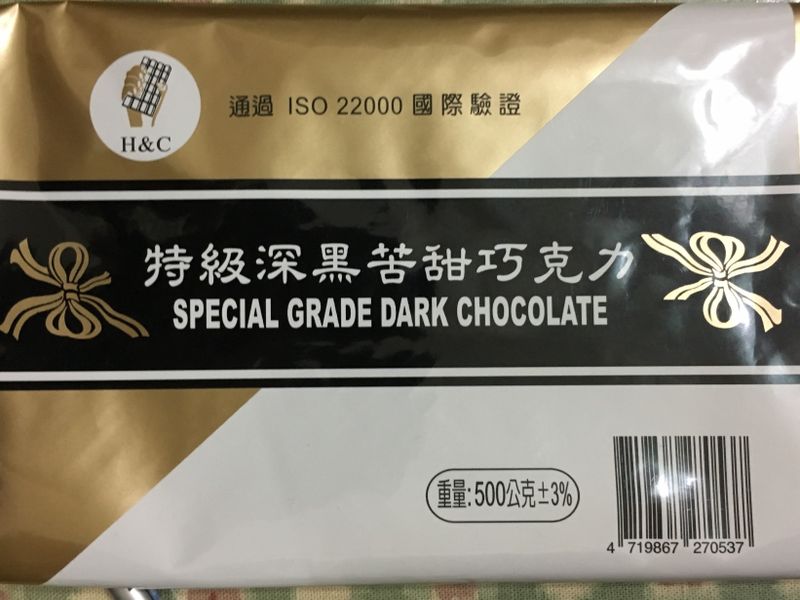 H&C
通過 ISO 22000 國際驗證
特級深黑苦甜巧克力
SPECIAL GRADE DARK CHOCOLATE
重量:500公克±3%
4 719867 270537